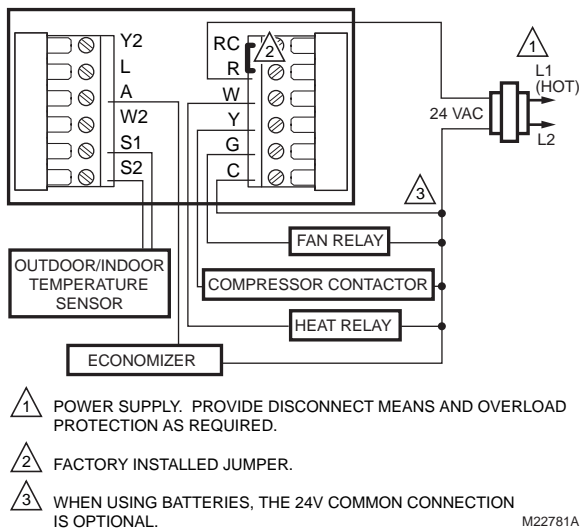 Y2
L
A
W2
S1
S2
RC
R
W
Y
G
C
2
1
L1
(HOT)
24 VAC
L2
3
FAN RELAY
OUTDOOR/INDOOR
TEMPERATURE
SENSOR
COMPRESSOR CONTACTOR
HEAT RELAY
ECONOMIZER
1 POWER SUPPLY. PROVIDE DISCONNECT MEANS AND OVERLOAD
PROTECTION AS REQUIRED.
2 FACTORY INSTALLED JUMPER.
3 WHEN USING BATTERIES, THE 24V COMMON CONNECTION
IS OPTIONAL.
M22781A